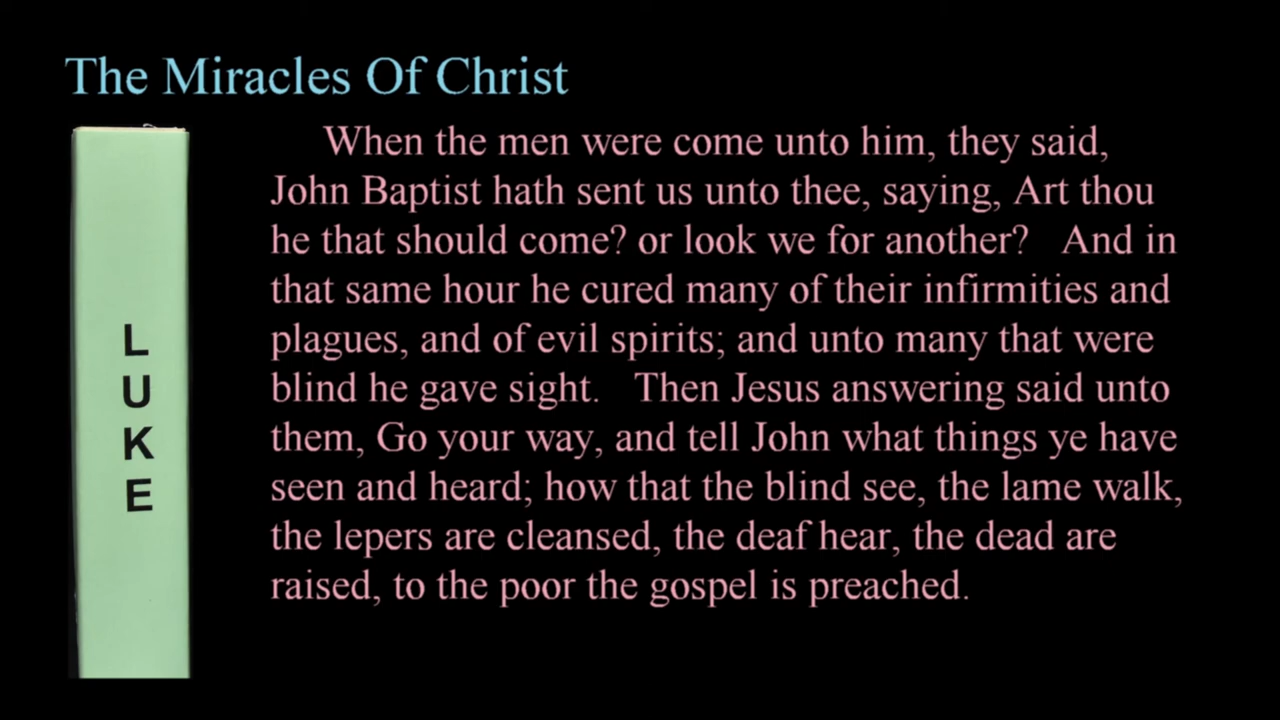 The Miracles Of Christ
When the men were come unto him, they said,
John Baptist hath sent us unto thee, saying, Art thou
he that should come? or look we for another?   And in
that same hour he cured many of their infirmities and
plagues, and of evil spirits; and unto many that were
blind he gave sight.   Then Jesus answering said unto
them, Go your way, and tell John what things ye have
seen and heard; how that the blind see, the lame walk,
the lepers are cleansed, the deaf hear, the dead are
raised, to the poor the gospel is preached.
L
U
K
E